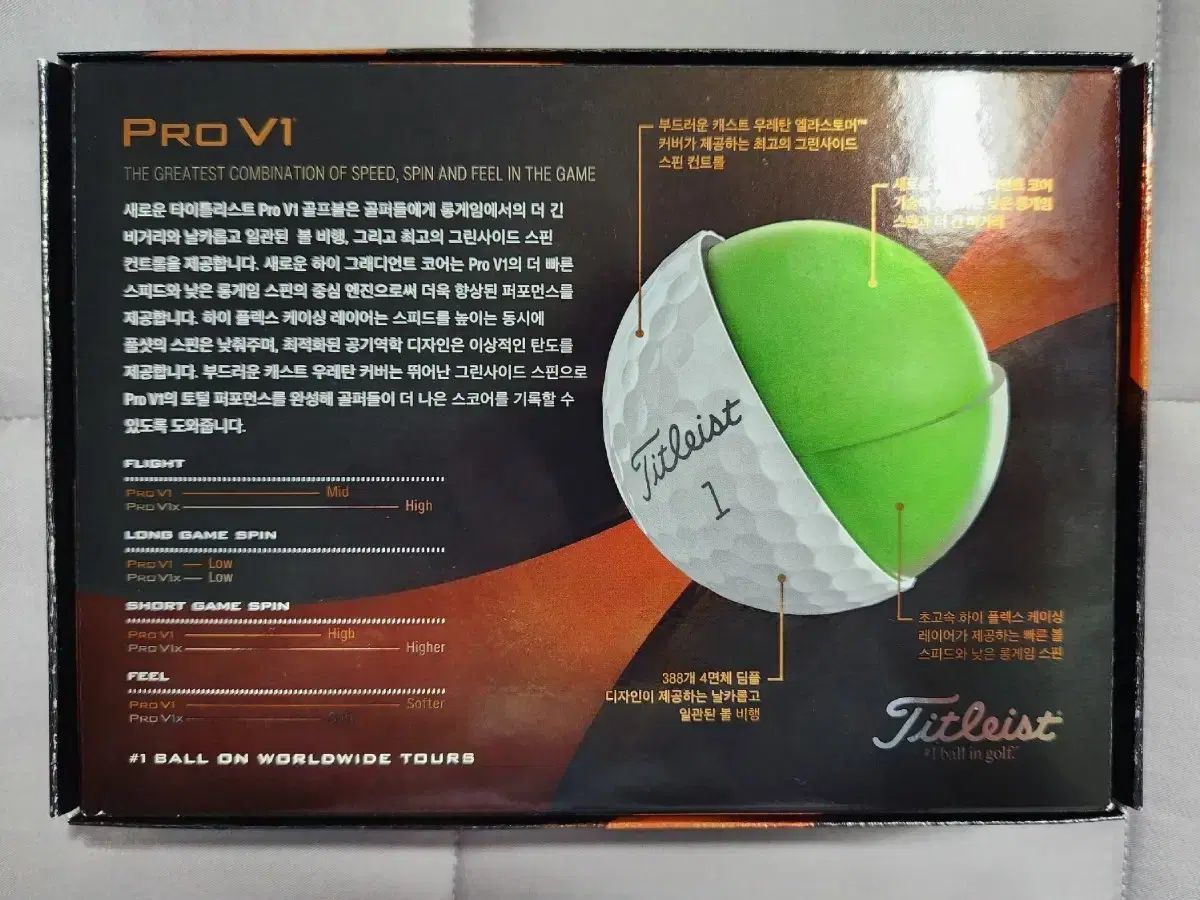 PRO V1
THE GREATEST COMBINATION OF SPEED, SPIN AND FEEL IN THE GAME
새로운 타이틀리스트 Pro V1 골프볼은 골퍼들에게 롱게임에서의 더 긴
비거리와 날카롭고 일관된 볼 비행, 그리고 최고의 그린사이드 스핀
컨트롤을 제공합니다. 새로운 하이 그래디언트 코어는 Pro V1의 더 빠른
스피드와 낮은 롱게임 스핀의 중심 엔진으로써 더욱 향상된 퍼포먼스를
제공합니다. 하이 플렉스 케이싱 레이어는 스피드를 높이는 동시에
풀샷의 스핀은 낮춰주며, 최적화된 공기역학 디자인은 이상적인 탄도를
제공합니다. 부드러운 캐스트 우레탄 커버는 뛰어난 그린사이드 스핀으로
Pro V1의 토털 퍼포먼스를 완성해 골퍼들이 더 나은 스코어를 기록할 수
있도록 도와줍니다.
FLIGHT
PRO V1 Mid
PRO V1x High
LONG GAME SPIN
PRO V1 Low
PRO V1x Low
SHORT GAME SPIN
PRO V1 High
PRO V1x Higher
FEEL
PRO V1 Softer
PRO V1x
#1 BALL ON WORLDWIDE TOURS
부드러운 캐스트 우레탄 엘라스토머™
커버가 제공하는 최고의 그린사이드
스핀 컨트롤
코어
낮은 롱게임
스핀과 더 긴 비거리
Titleist
1
초고속 하이 플렉스 케이싱
레이어가 제공하는 빠른 볼
스피드와 낮은 롱게임 스핀
388개 4면체 딤플
디자인이 제공하는 날카롭고
일관된 볼 비행
Titleist
#1 ball in golf.™